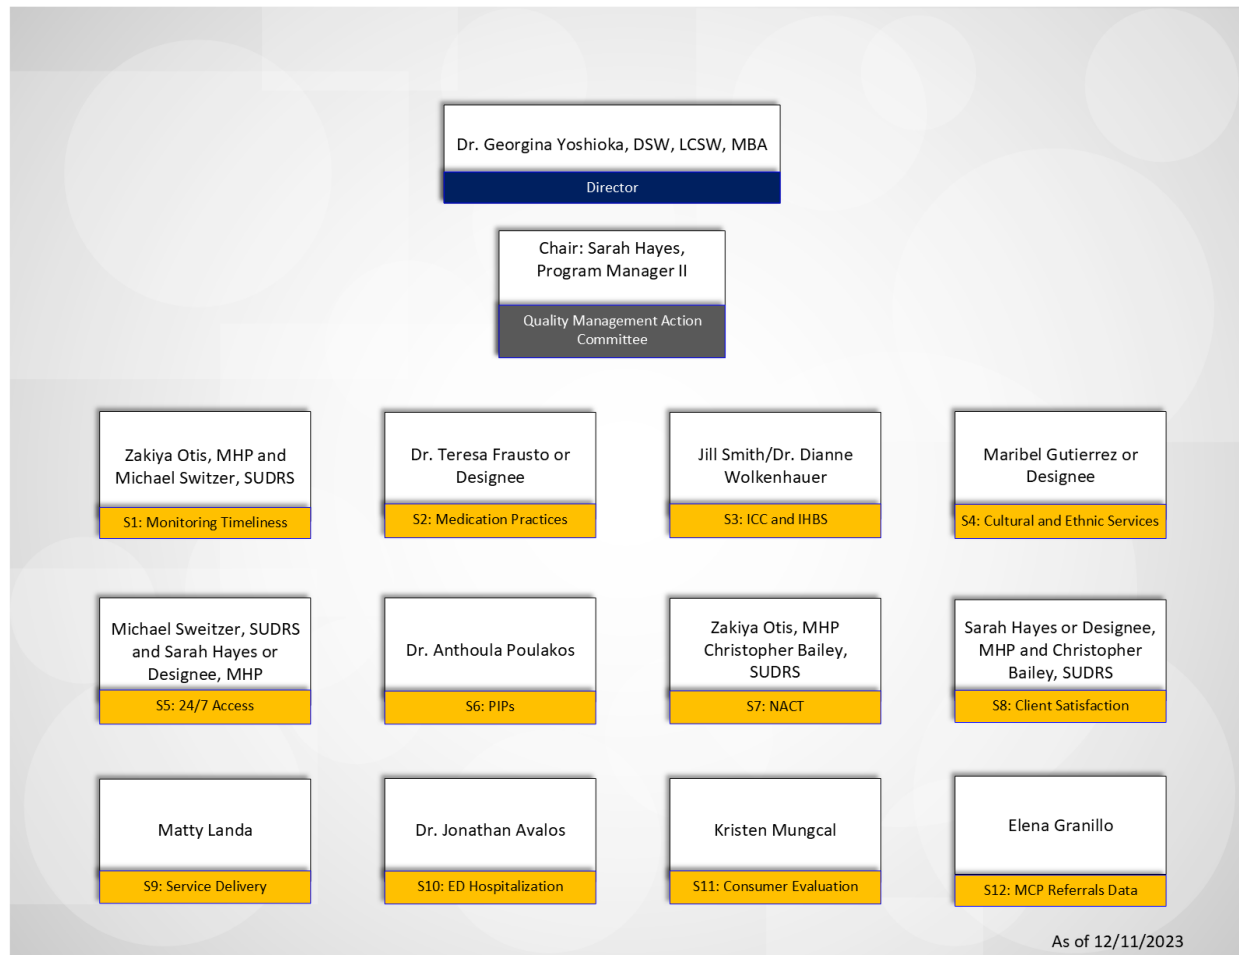 Dr. Georgina Yoshioka, DSW, LCSW, MBA
Director
Chair: Sarah Hayes,
Program Manager II
Quality Management Action
Committee
Zakiya Otis, MHP and
Michael Switzer, SUDRS
S1: Monitoring Timeliness
Dr. Teresa Frausto or
Designee
S2: Medication Practices
Jill Smith/Dr. Dianne
Wolkenhauer
S3: ICC and IHBS
Maribel Gutierrez or
Designee
S4: Cultural and Ethnic Services
Michael Sweitzer, SUDRS
and Sarah Hayes or
Designee, MHP
S5: 24/7 Access
Dr. Anthoula Poulakos
S6: PIPs
Zakiya Otis, MHP
Christopher Bailey,
SUDRS
S7: NACT
Sarah Hayes or Designee,
MHP and Christopher
Bailey, SUDRS
S8: Client Satisfaction
Matty Landa
S9: Service Delivery
Dr. Jonathan Avalos
S10: ED Hospitalization
Kristen Mungcal
S11: Consumer Evaluation
Elena Granillo
S12: MCP Referrals Data
As of 12/11/2023